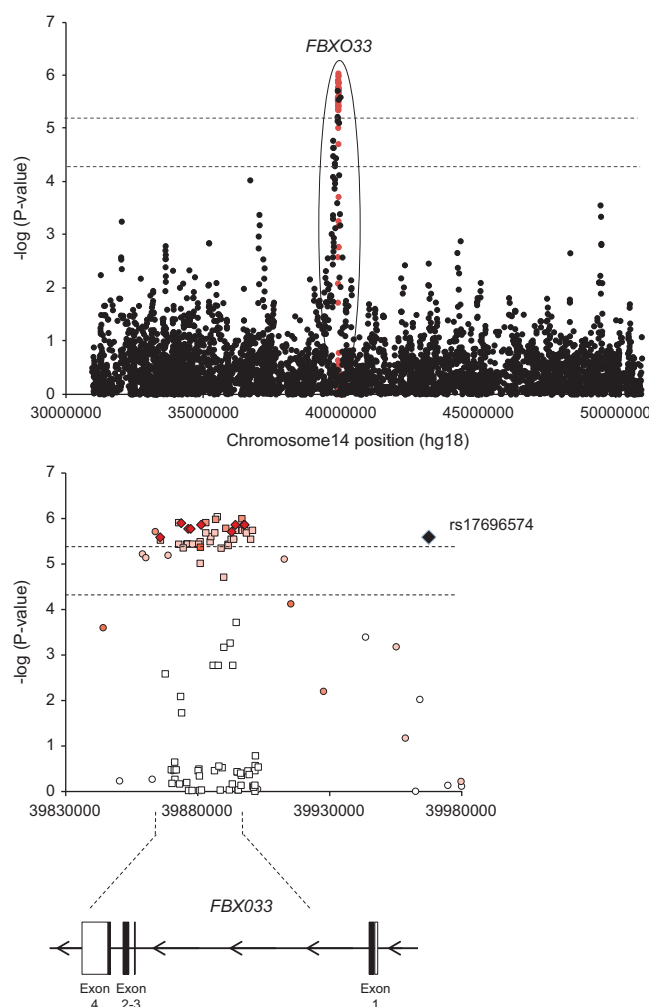 7
FBXO33
6
5
4
3
2
1
0
-log (P-value)
30000000 35000000 40000000 45000000 50000000
Chromosome14 position (hg18)
7
6
rs17696574
5
4
3
2
1
0
-log (P-value)
39830000 39880000 39930000 39980000
FBX033
Exon Exon Exon
4 2-3 1